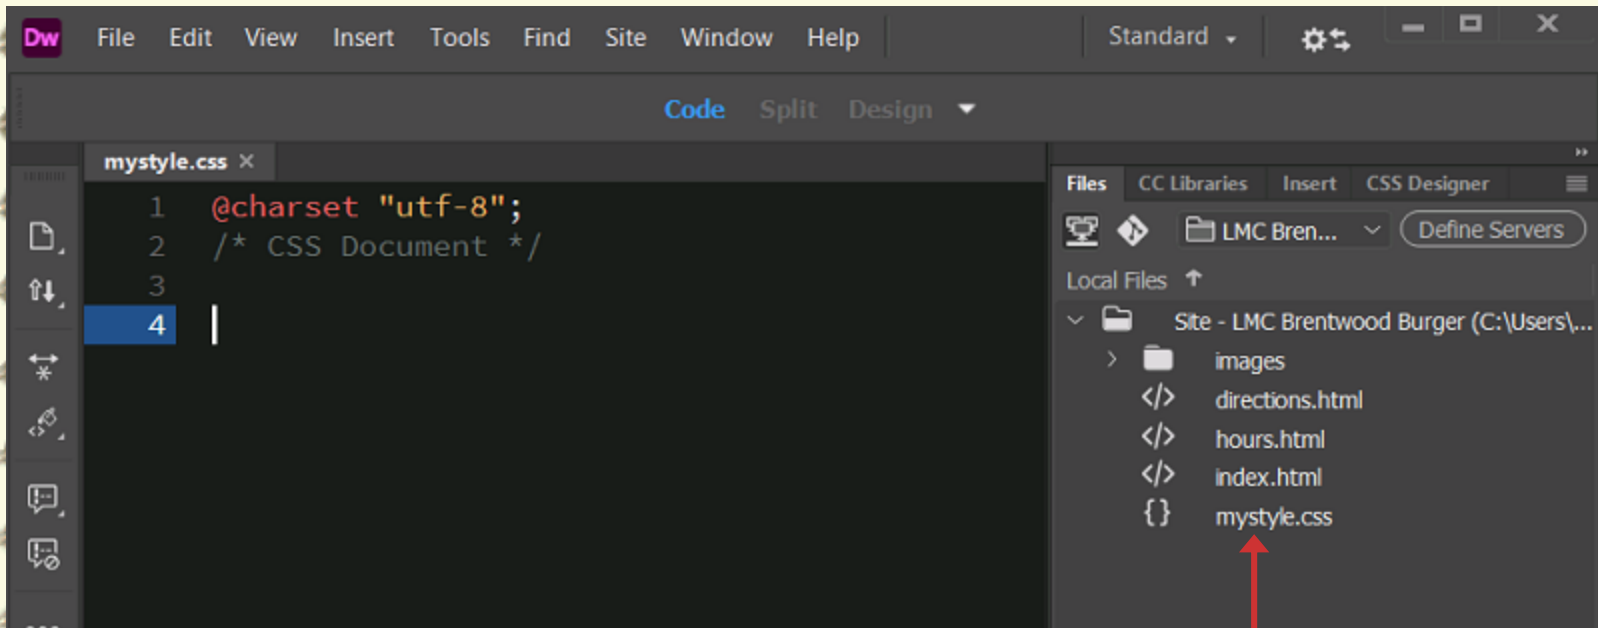 Dw File Edit View Insert Tools Find Site Window Help Standard
Code Split Design
mystyle.css
1 @charset "utf-8";
2 /* CSS Document */
3
4
Files CC Libraries Insert CSS Designer
LMC Bren... Define Servers
Local Files
Site - LMC Brentwood Burger (C:\Users\...
images
directions.html
hours.html
index.html
mystyle.css